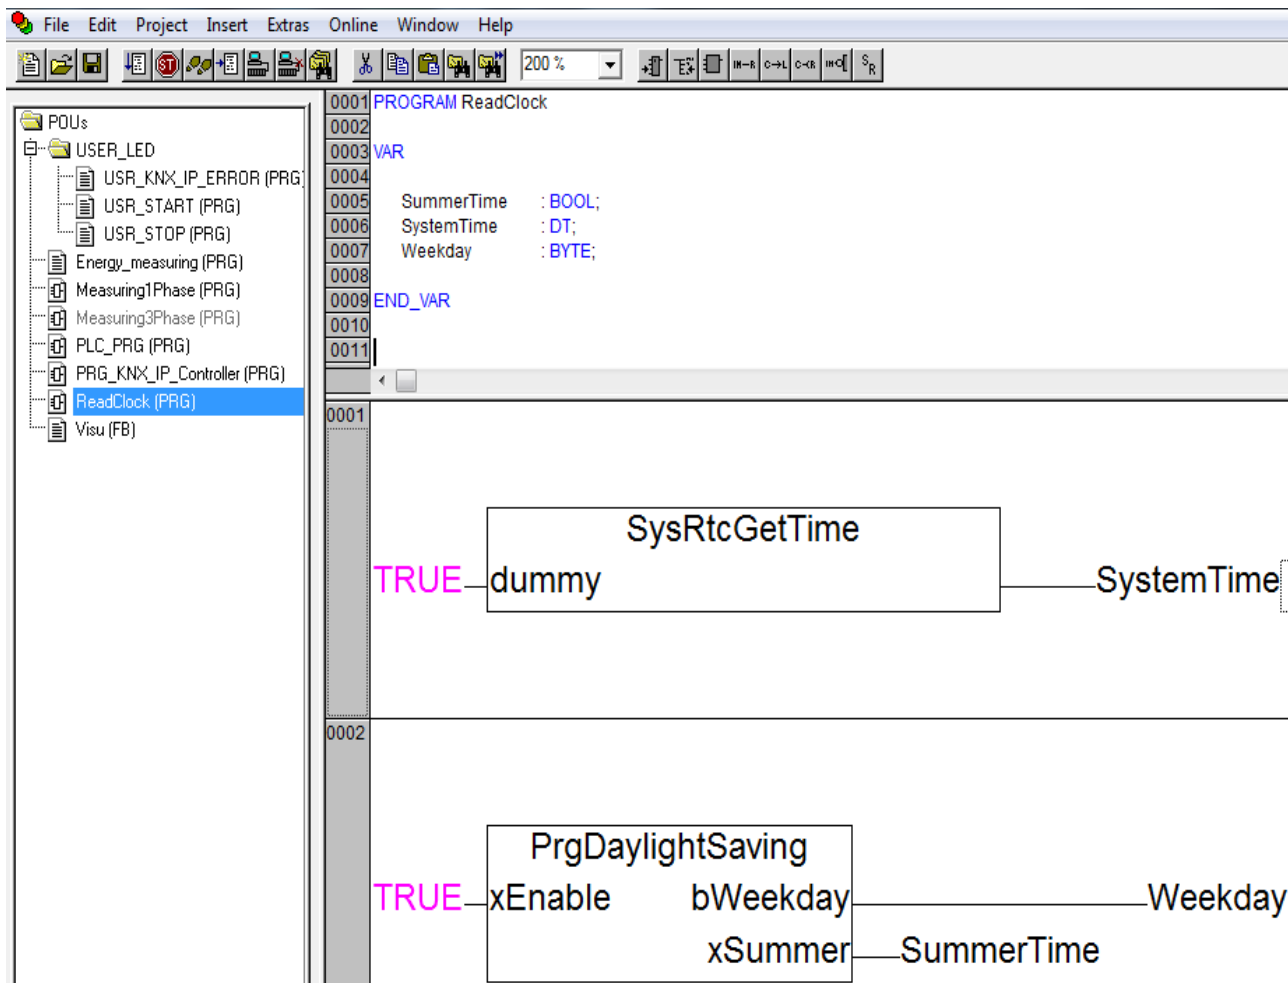 File Edit Project Insert Extras Online Window Help
200 %
POUs
USER_LED
USR_KNX_IP_ERROR (PRG
USR_START (PRG)
USR_STOP (PRG)
Energy_measuring (PRG)
Measuring1Phase (PRG)
Measuring3Phase (PRG)
PLC_PRG (PRG)
PRG_KNX_IP_Controller (PRG)
ReadClock (PRG)
Visu (FB)
0001 PROGRAM ReadClock
0002
0003 VAR
0004
0005 SummerTime : BOOL;
0006 SystemTime : DT;
0007 Weekday : BYTE;
0008
0009 END_VAR
0010
0011
0001
SysRtcGetTime
TRUE dummy SystemTime
0002
PrgDaylightSaving
TRUE xEnable bWeekday Weekday
xSummer SummerTime